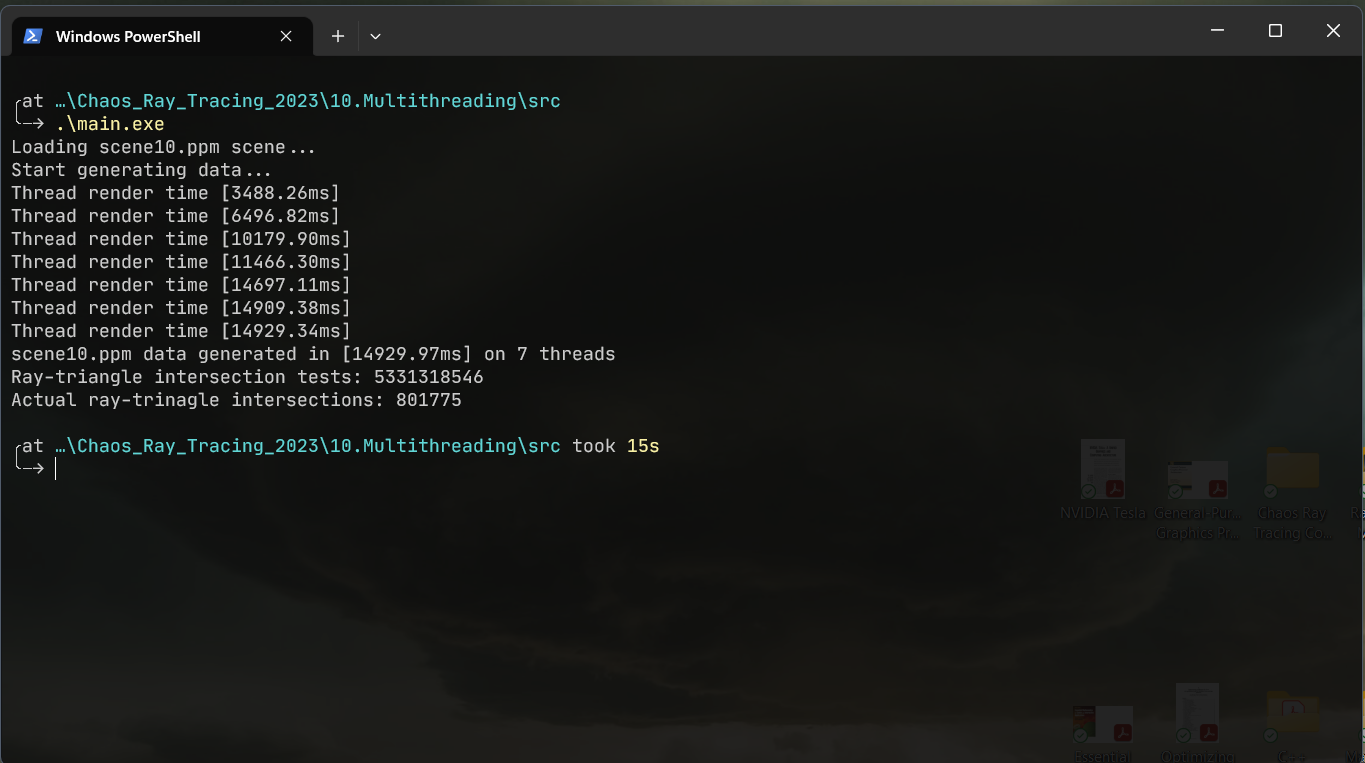 Windows PowerShell
at …\Chaos_Ray_Tracing_2023\10.Multithreading\src
.\main.exe
Loading scene10.ppm scene...
Start generating data...
Thread render time [3488.26ms]
Thread render time [6496.82ms]
Thread render time [10179.90ms]
Thread render time [11466.30ms]
Thread render time [14697.11ms]
Thread render time [14909.38ms]
Thread render time [14929.34ms]
scene10.ppm data generated in [14929.97ms] on 7 threads
Ray-triangle intersection tests: 5331318546
Actual ray-trinagle intersections: 801775
at …\Chaos_Ray_Tracing_2023\10.Multithreading\src took 15s
NVIDIA Tesla
General-Pur...
Graphics Pr...
Chaos Ray
Tracing Co...
Essential
Optimizing
C++